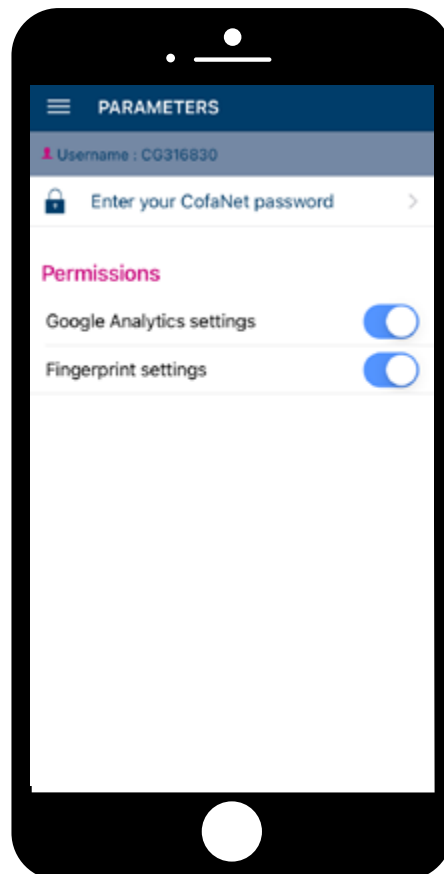 PARAMETERS
Username : CG316830
Enter your CofaNet password
Permissions
Google Analytics settings
Fingerprint settings